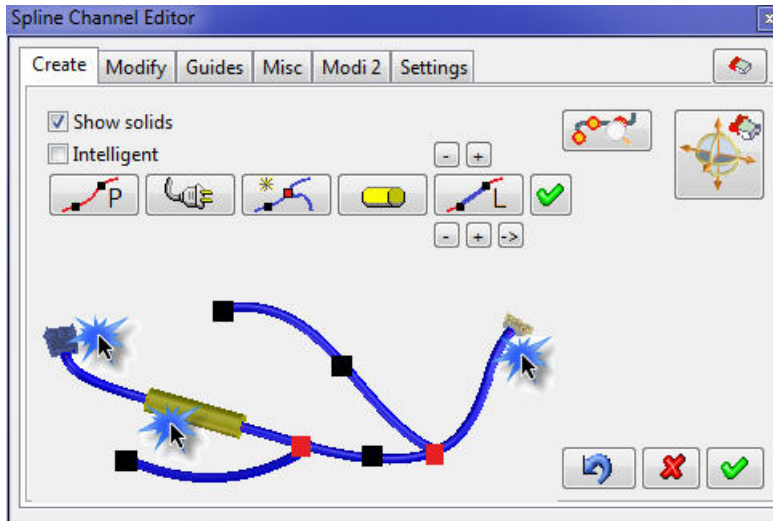 Spline Channel Editor
Create Modify Guides Misc Modi 2 Settings
Show solids
Intelligent
- +
P L
- + ->